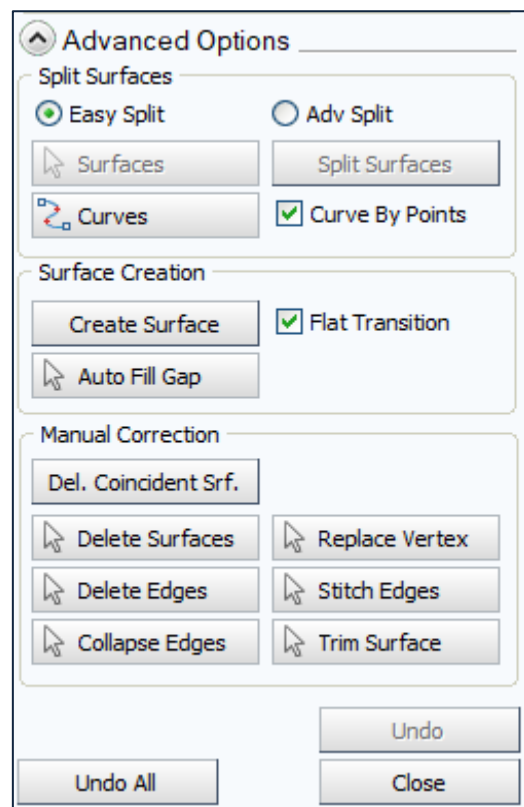 Advanced Options
Split Surfaces
Easy Split Adv Split
Surfaces Split Surfaces
Curves Curve By Points
Surface Creation
Create Surface Flat Transition
Auto Fill Gap
Manual Correction
Del. Coincident Srf.
Delete Surfaces Replace Vertex
Delete Edges Stitch Edges
Collapse Edges Trim Surface
Undo
Undo All Close